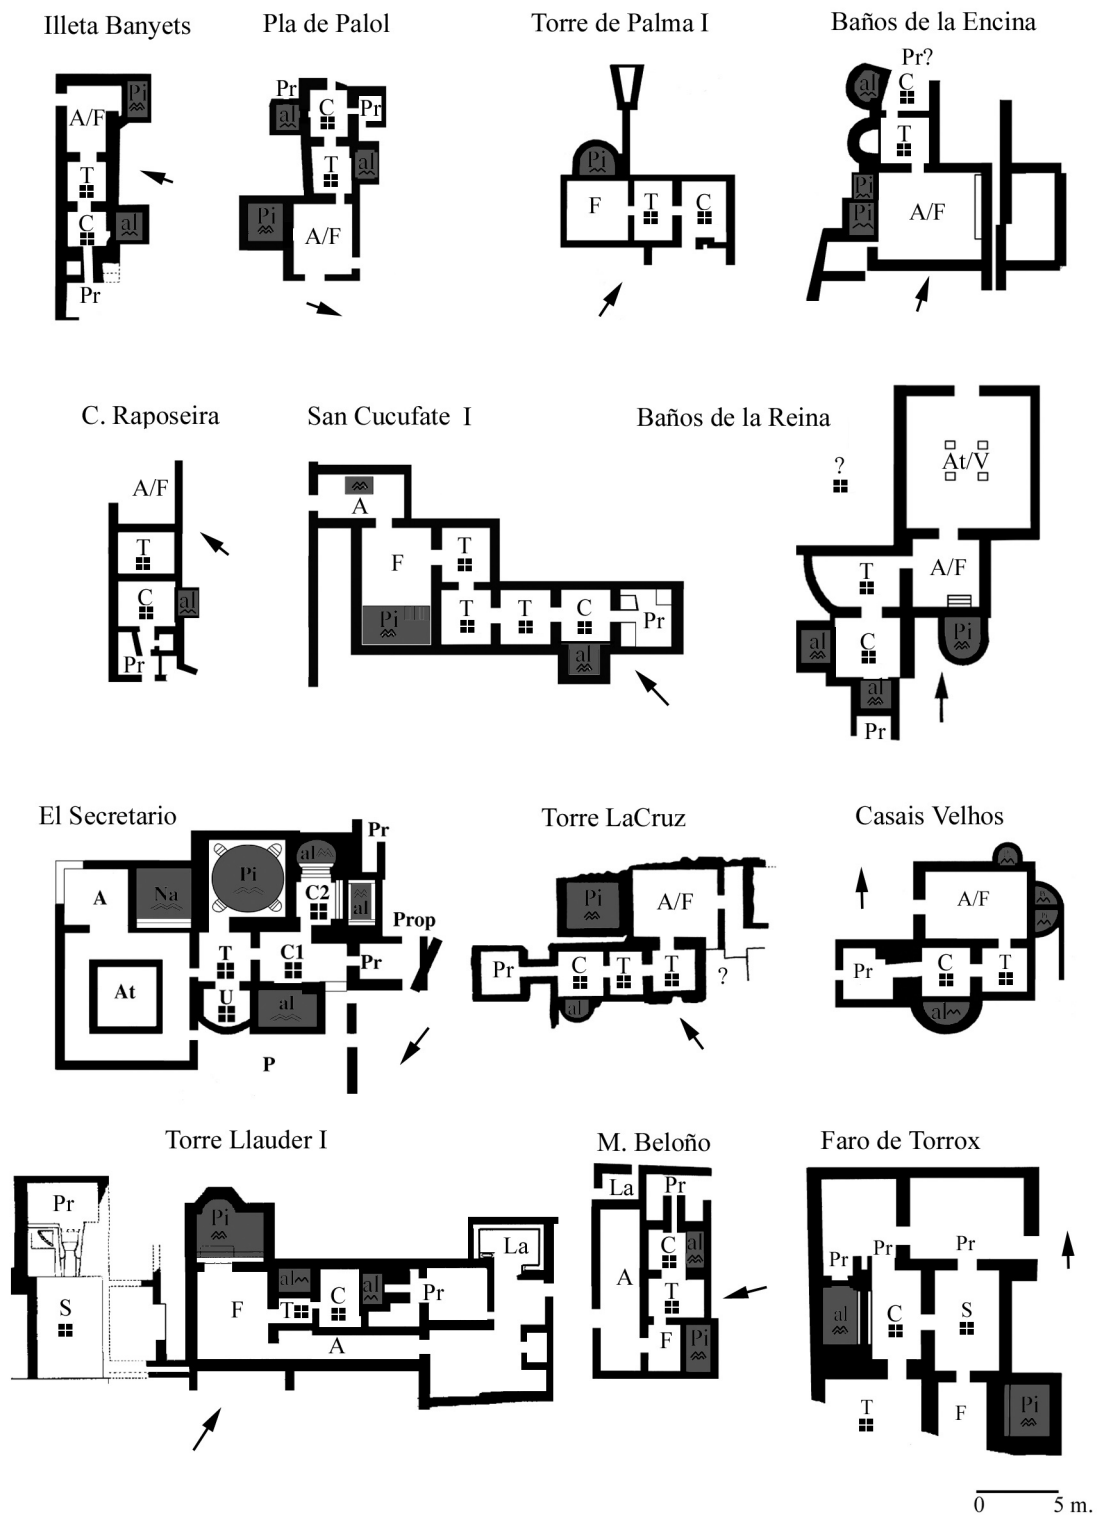 Illeta Banyets
Pla de Palol
Torre de Palma I
Baños de la Encina
Pi
A/F
T
C
al
Pr
Pr
C
Pr
al
T
al
Pi
A/F
Pi
F
T
C
Pr?
al
C
T
Pi
Pi
A/F
C. Raposeira
San Cucufate I
Baños de la Reina
A/F
T
C
al
Pr
A
F
T
Pi
T
T
C
Pr
al
?
At/V
T
A/F
al
C
Pi
al
Pr
El Secretario
Torre LaCruz
Casais Velhos
Pr
al
Pi
A
Na
C2
al
Prop
T
C1
Pr
At
U
al
P
Pi
A/F
Pr
C
T
T
?
al
al
A/F
Pi
Pi
Pr
C
T
al
Torre Llauder I
M. Beloño
Faro de Torrox
Pr
S
Pi
La
al
C
al
Pr
F
T
A
La
Pr
C
al
A
T
F
Pi
Pr
Pr
Pr
al
C
S
T
F
Pi
0 5 m.